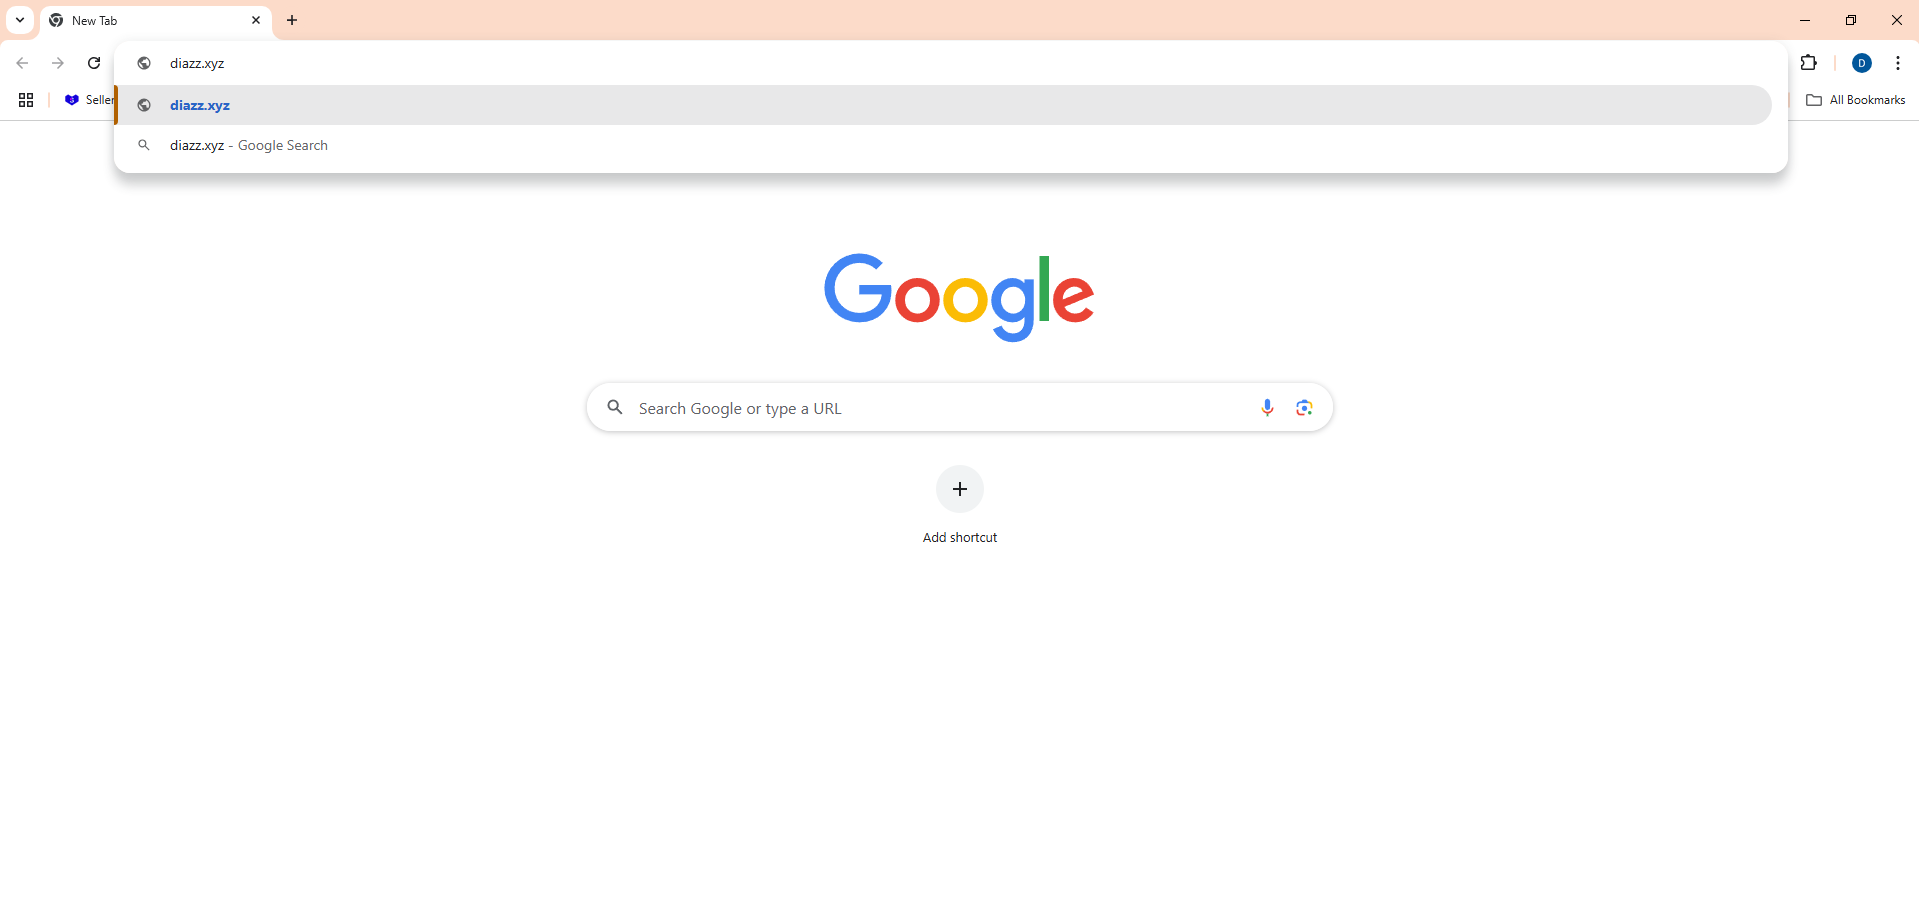 New Tab
diazz.xyz
D
Seller
diazz.xyz
All Bookmarks
diazz.xyz - Google Search
Google
Search Google or type a URL
Add shortcut